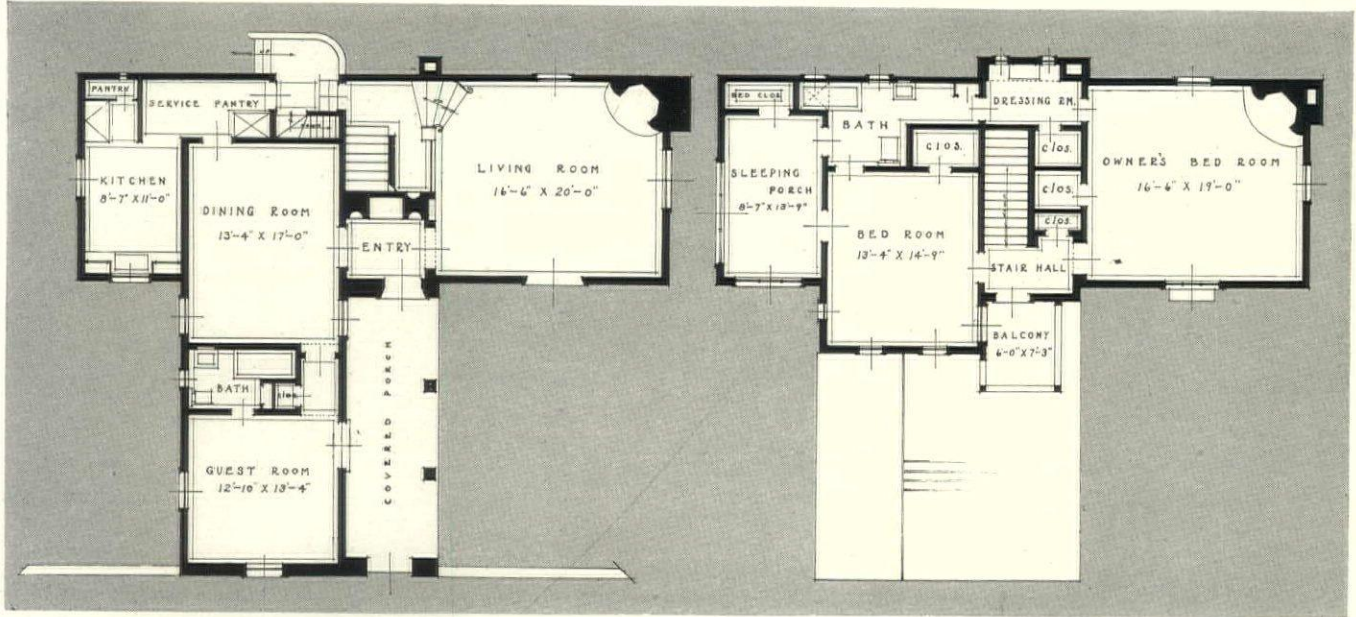 PANTRY
SERVICE PANTRY
KITCHEN
8'-7" X 11'-0"
DINING ROOM
13'-4" X 17'-0"
LIVING ROOM
16'-6" X 20'-0"
ENTRY
COVERED PORCH
BATH
CLOS.
GUEST ROOM
12'-10" X 13'-4"
BED CLOS.
BATH
DRESSING RM.
CLOS.
CLOS.
CLOS.
CLOS.
SLEEPING
PORCH
8'-7" X 13'-9"
OWNER'S BED ROOM
16'-6" X 19'-0"
BED ROOM
13'-4" X 14'-9"
STAIR HALL
BALCONY
6'-0" X 7'-3"